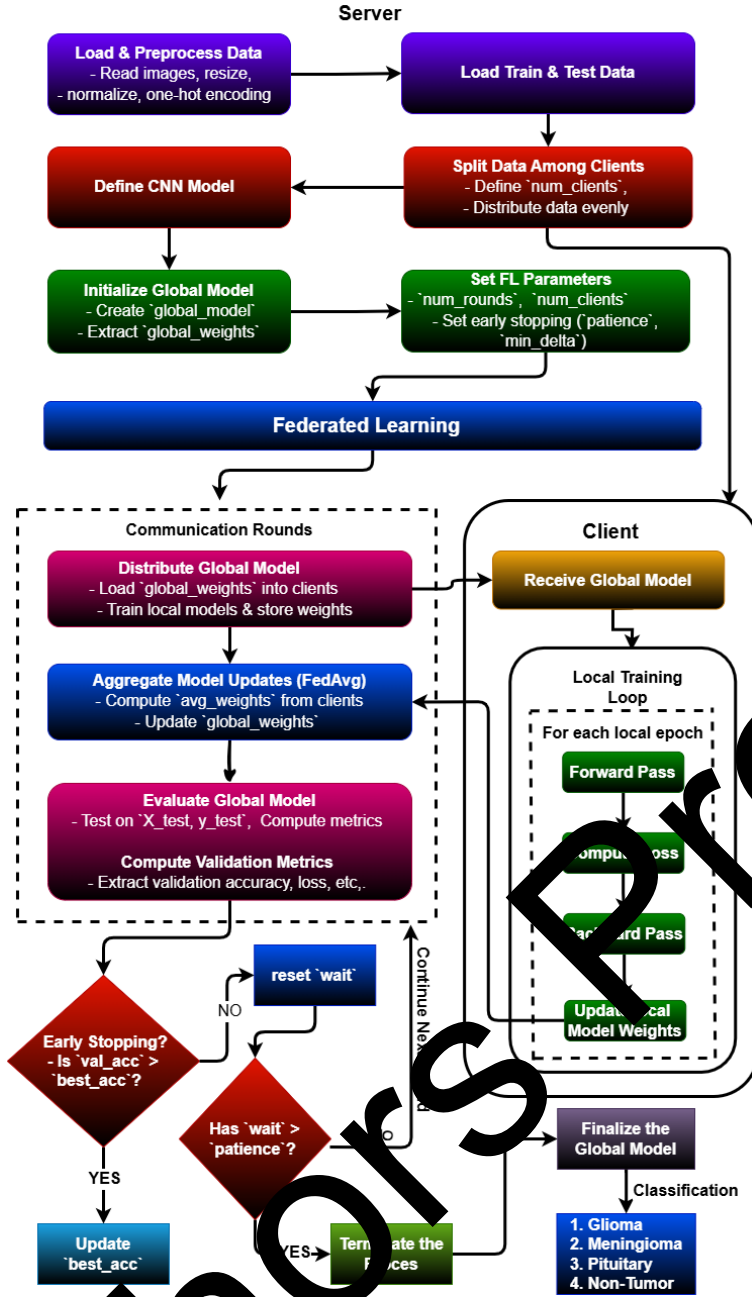 Server
Load & Preprocess Data
- Read images, resize,
- normalize, one-hot encoding
Load Train & Test Data
Define CNN Model
Split Data Among Clients
- Define `num_clients`,
- Distribute data evenly
Initialize Global Model
- Create `global_model`
- Extract `global_weights`
Set FL Parameters
- `num_rounds`, `num_clients`
- Set early stopping (`patience`,
`min_delta`)
Federated Learning
Communication Rounds
Distribute Global Model
- Load `global_weights` into clients
- Train local models & store weights
Aggregate Model Updates (FedAvg)
- Compute `avg_weights` from clients
- Update `global_weights`
Evaluate Global Model
- Test on `X_test, y_test`, Compute metrics
Compute Validation Metrics
- Extract validation accuracy, loss, etc,.
Client
Receive Global Model
Local Training
Loop
For each local epoch
Forward Pass
Pass
Model Weights
Early Stopping?
- Is `val_acc` >
`best_acc`?
NO
reset `wait`
Continue
Has `wait` >
`patience`?
YES
Update
`best_acc`
YES
the
Finalize the
Global Model
Classification
1. Glioma
2. Meningioma
3. Pituitary
4. Non-Tumor